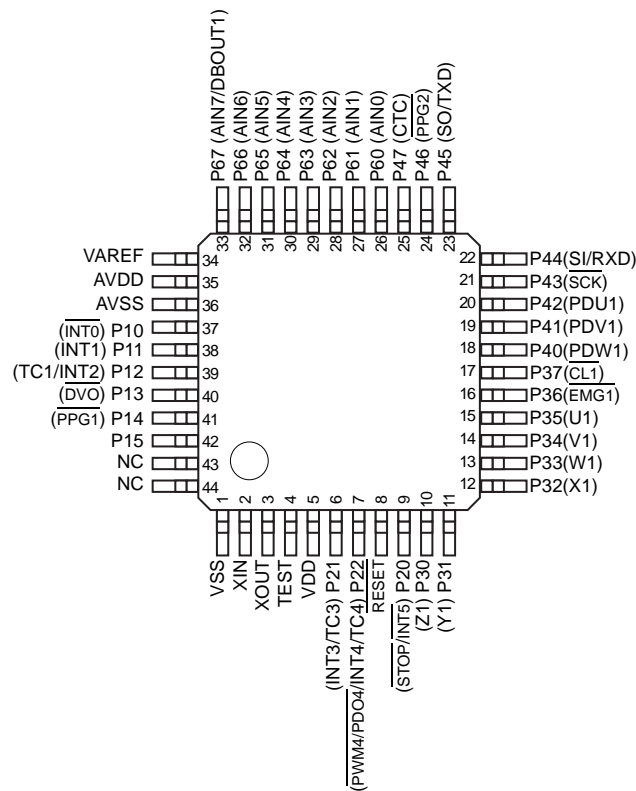 P67 (AIN7/DBOUT1)
P66 (AIN6)
P65 (AIN5)
P64 (AIN4)
P63 (AIN3)
P62 (AIN2)
P61 (AIN1)
P60 (AIN0)
P47 (CTC)
P46 (PPG2)
P45 (SO/TXD)
33 32 31 30 29 28 27 26 25 24 23
VAREF 34
AVDD 35
AVSS 36
(INT0) P10 37
(INT1) P11 38
(TC1/INT2) P12 39
(DVO) P13 40
(PPG1) P14 41
P15 42
NC 43
NC 44
22 P44(SI/RXD)
21 P43(SCK)
20 P42(PDU1)
19 P41(PDV1)
18 P40(PDW1)
17 P37(CL1)
16 P36(EMG1)
15 P35(U1)
14 P34(V1)
13 P33(W1)
12 P32(X1)
1 2 3 4 5 6 7 8 9 10 11
VSS
XIN
XOUT
TEST
VDD
(INT3/TC3) P21
(PWM4/PDO4/INT4/TC4) P22
RESET
(STOP/INT5) P20
(Z1) P30
(Y1) P31